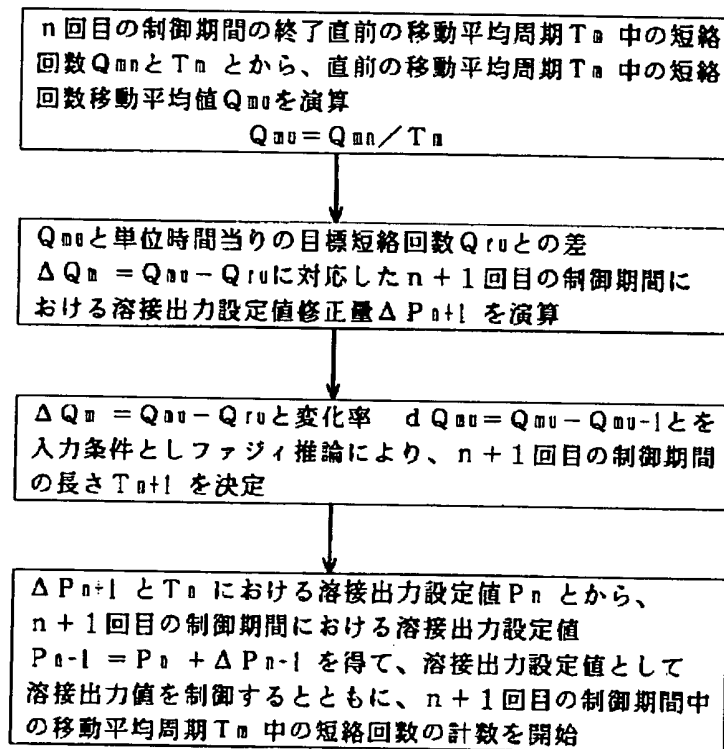 n回目の制御期間の終了直前の移動平均周期Tm 中の短絡
回数QmnとTm とから、直前の移動平均周期Tm 中の短絡
回数移動平均値Qmuを演算
Qmu=Qmn/Tm
Qmuと単位時間当りの目標短絡回数Qruとの差
ΔQm =Qmu-Qruに対応したn+1回目の制御期間に
おける溶接出力設定値修正量ΔPn+1 を演算
ΔQm =Qmu-Qruと変化率 dQmu=Qmu-Qmu-1とを
入力条件としファジィ推論により、n+1回目の制御期間
の長さTn+1 を決定
ΔPn+1 とTn における溶接出力設定値Pn とから、
n+1回目の制御期間における溶接出力設定値
Pn-1 =Pn +ΔPn-1 を得て、溶接出力設定値として
溶接出力値を制御するとともに、n+1回目の制御期間中
の移動平均周期Tm 中の短絡回数の計数を開始